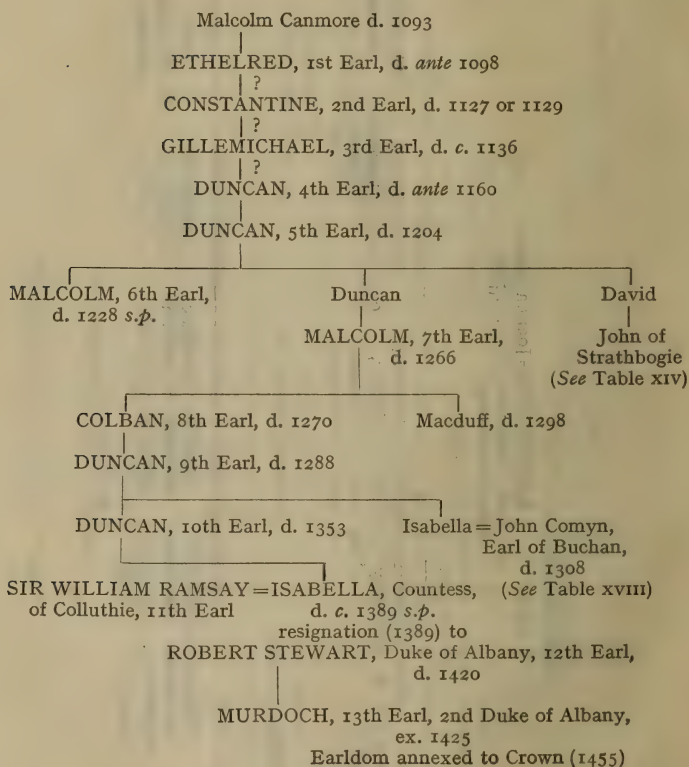 Malcolm Canmore d. 1093
ETHELRED, 1st Earl, d. ante 1098
?
CONSTANTINE, 2nd Earl, d. 1127 or 1129
?
GILLEMICHAEL, 3rd Earl, d. c. 1136
?
DUNCAN, 4th Earl, d. ante 1160
DUNCAN, 5th Earl, d. 1204
MALCOLM, 6th Earl,
d. 1228 s.p.
Duncan
MALCOLM, 7th Earl,
d. 1266
David
John of
Strathbogie
(See Table XIV)
COLBAN, 8th Earl, d. 1270
Macduff, d. 1298
DUNCAN, 9th Earl, d. 1288
DUNCAN, 10th Earl, d. 1353
Isabella = John Comyn,
Earl of Buchan,
d. 1308
(See Table XVIII)
SIR WILLIAM RAMSAY = ISABELLA, Countess,
of Colluthie, 11th Earl
d. c. 1389 s.p.
resignation (1389) to
ROBERT STEWART, Duke of Albany, 12th Earl,
d. 1420
MURDOCH, 13th Earl, 2nd Duke of Albany,
ex. 1425
Earldom annexed to Crown (1455)